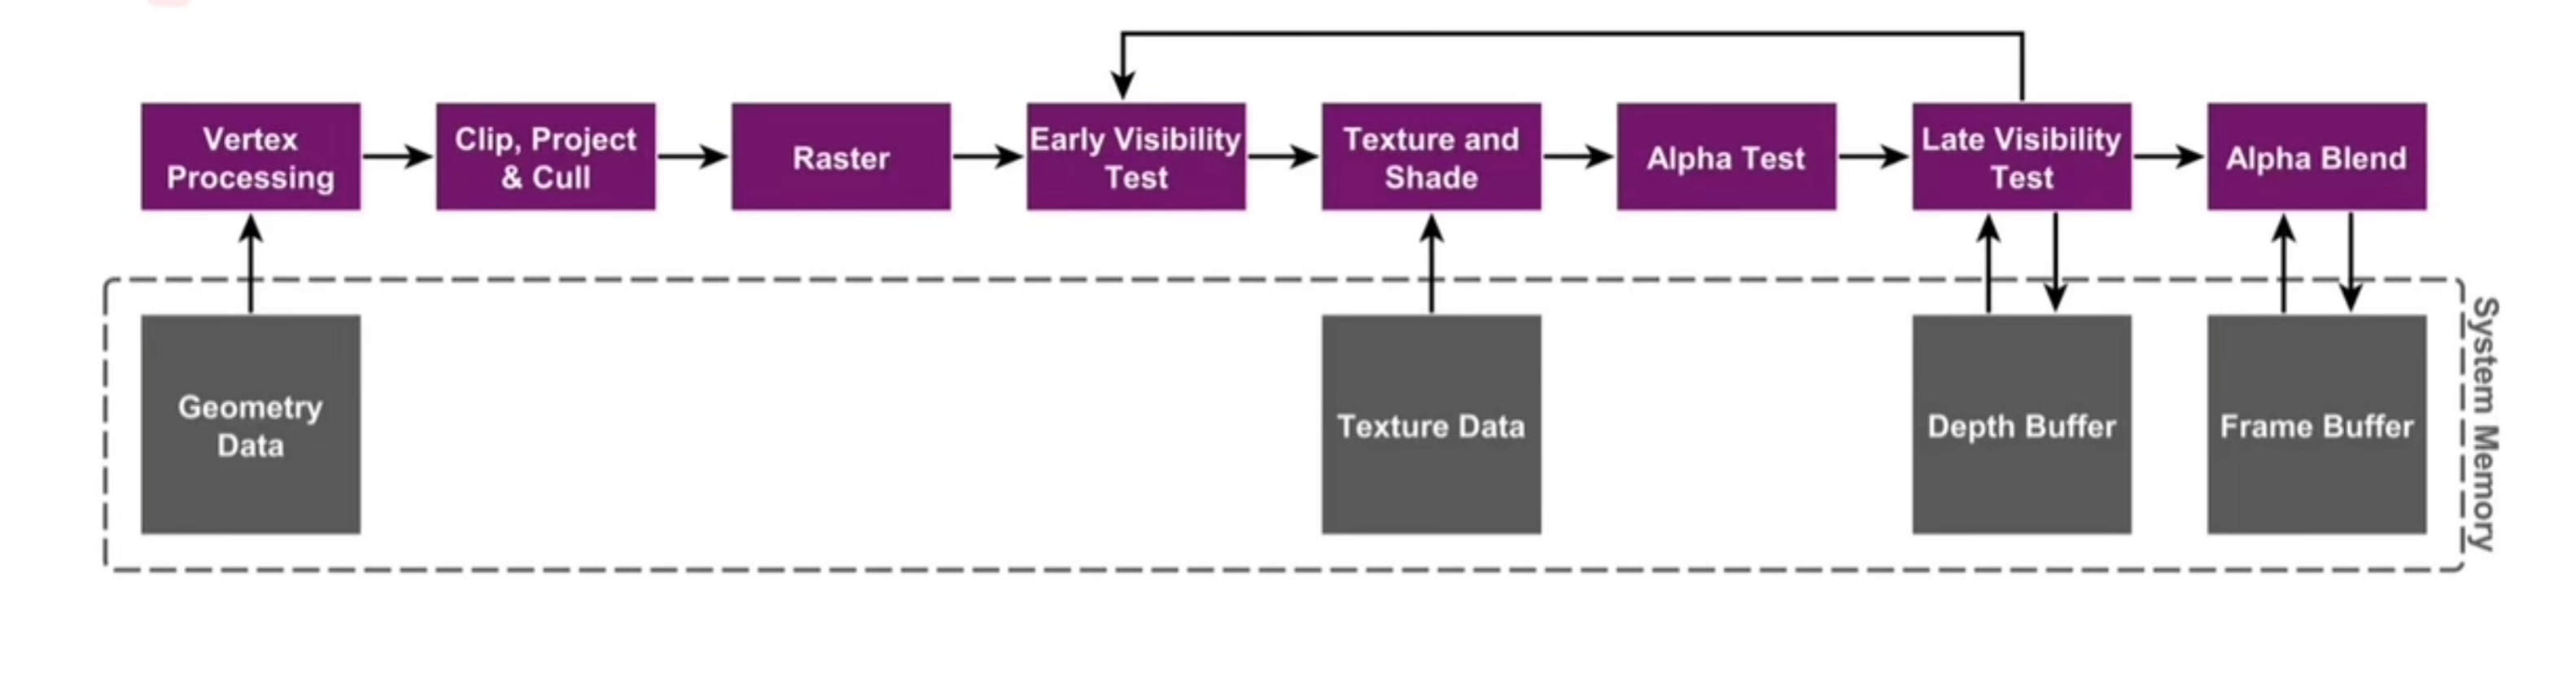 Vertex
Processing
Clip, Project
& Cull
Raster
Early Visibility
Test
Texture and
Shade
Alpha Test
Late Visibility
Test
Alpha Blend
Geometry
Data
Texture Data
Depth Buffer
Frame Buffer
System Memory